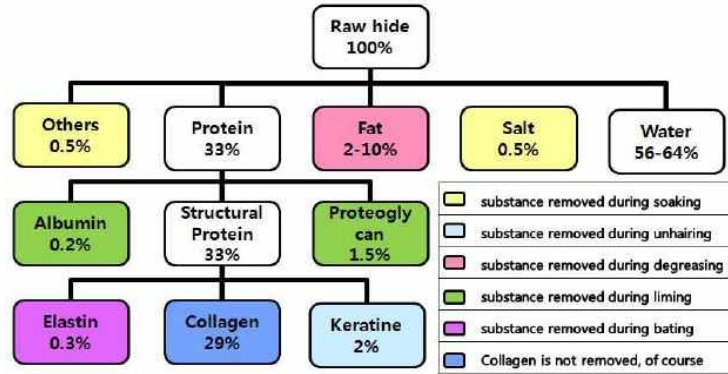 Raw hide
100%
Others
0.5%
Protein
33%
Fat
2-10%
Salt
0.5%
Water
56-64%
Albumin
0.2%
Structural
Protein
33%
Proteogly
can
1.5%
Elastin
0.3%
Collagen
29%
Keratine
2%
substance removed during soaking
substance removed during unhairing
substance removed during degreasing
substance removed during liming
substance removed during bating
Collagen is not removed, of course